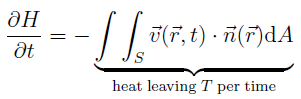 ∂H/∂t = − ∫∫_S v⃗(r⃗, t) · n⃗(r⃗)dA
heat leaving T per time